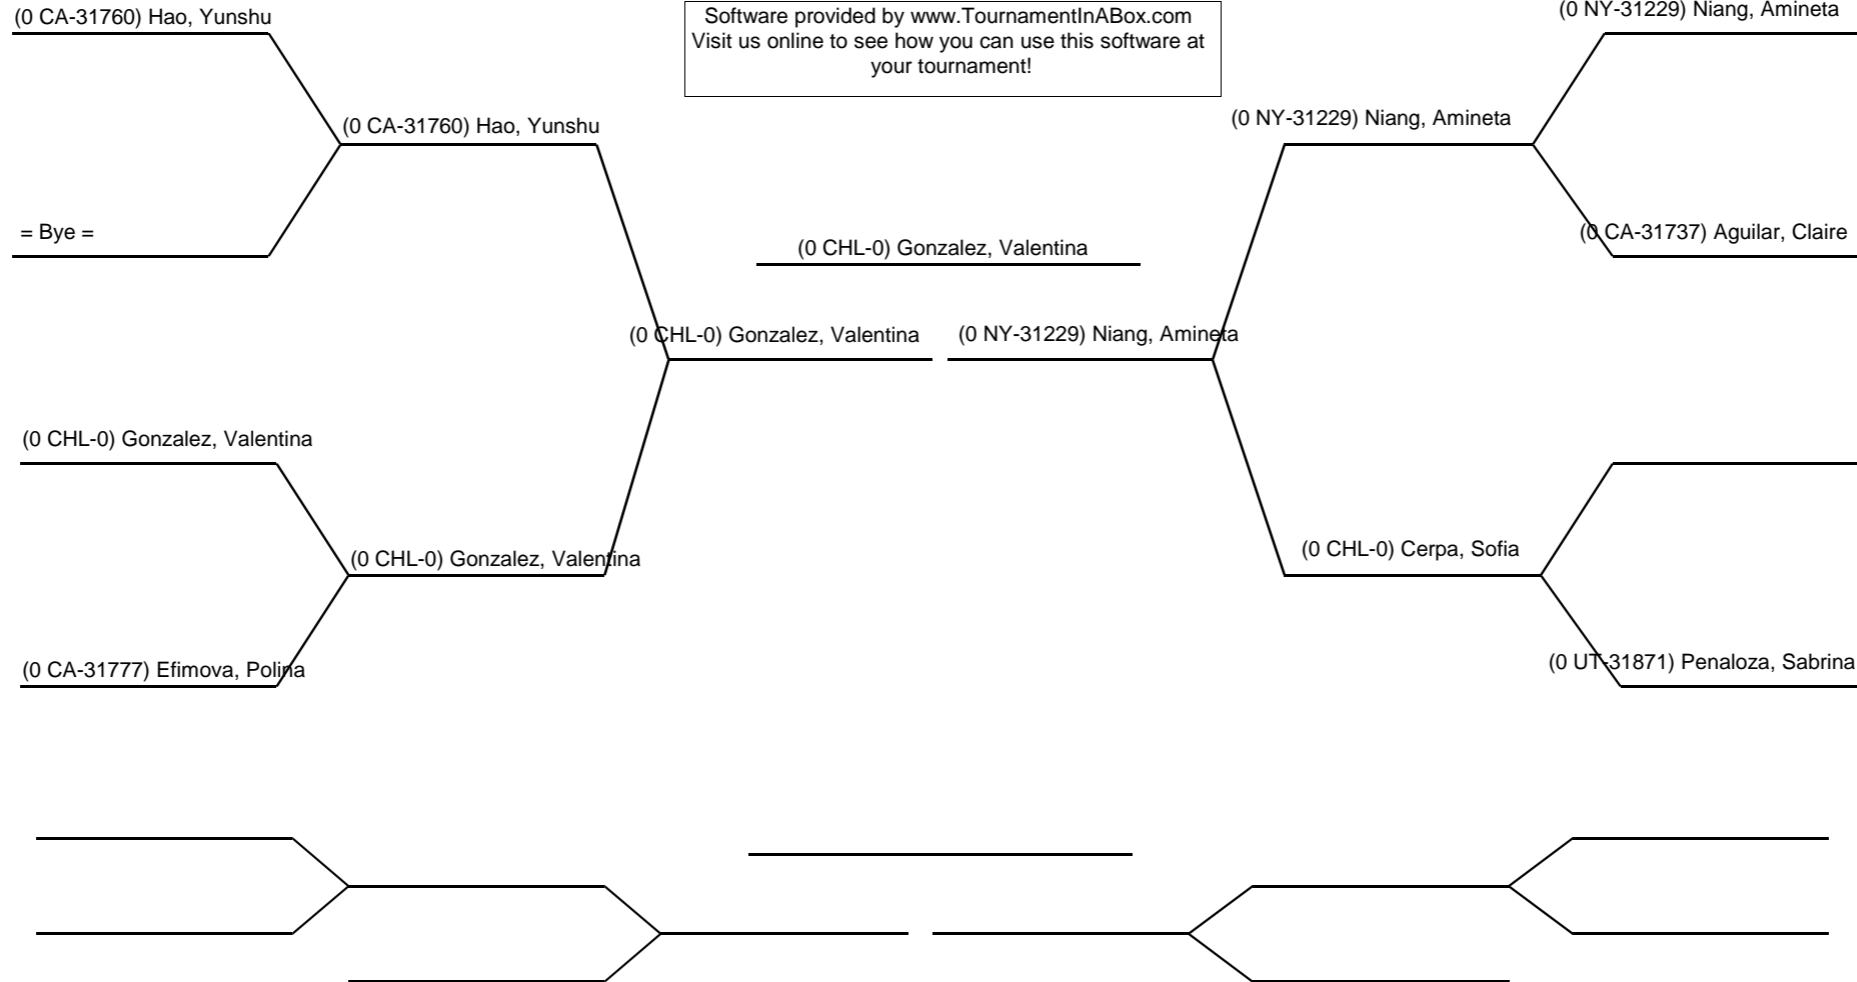 (0 CA-31760) Hao, Yunshu
Software provided by www.TournamentInABox.com
Visit us online to see how you can use this software at
your tournament!
(0 NY-31229) Niang, Amineta
(0 CA-31760) Hao, Yunshu
(0 NY-31229) Niang, Amineta
= Bye =
(0 CHL-0) Gonzalez, Valentina
(0 CA-31737) Aguilar, Claire
(0 CHL-0) Gonzalez, Valentina
(0 NY-31229) Niang, Amineta
(0 CHL-0) Gonzalez, Valentina
(0 CHL-0) Gonzalez, Valentina
(0 CHL-0) Cerpa, Sofia
(0 CA-31777) Efimova, Polina
(0 UT-31871) Penaloza, Sabrina